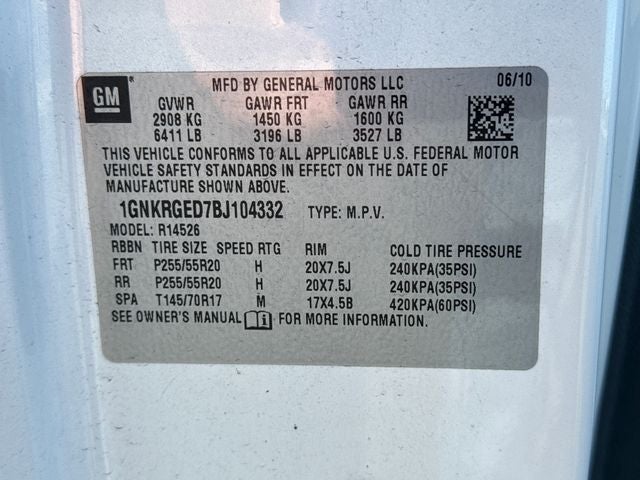 GM MFD BY GENERAL MOTORS LLC 06/10
GVWR GAWR FRT GAWR RR
2908 KG 1450 KG 1600 KG
6411 LB 3196 LB 3527 LB
THIS VEHICLE CONFORMS TO ALL APPLICABLE U.S. FEDERAL MOTOR
VEHICLE SAFETY STANDARDS IN EFFECT ON THE DATE OF
MANUFACTURE SHOWN ABOVE.
1GNKRGED7BJ104332 TYPE: M.P.V.
MODEL: R14526
RBBN TIRE SIZE SPEED RTG RIM COLD TIRE PRESSURE
FRT P255/55R20 H 20X7.5J 240KPA(35PSI)
RR P255/55R20 H 20X7.5J 240KPA(35PSI)
SPA T145/70R17 M 17X4.5B 420KPA(60PSI)
SEE OWNER'S MANUAL FOR MORE INFORMATION.